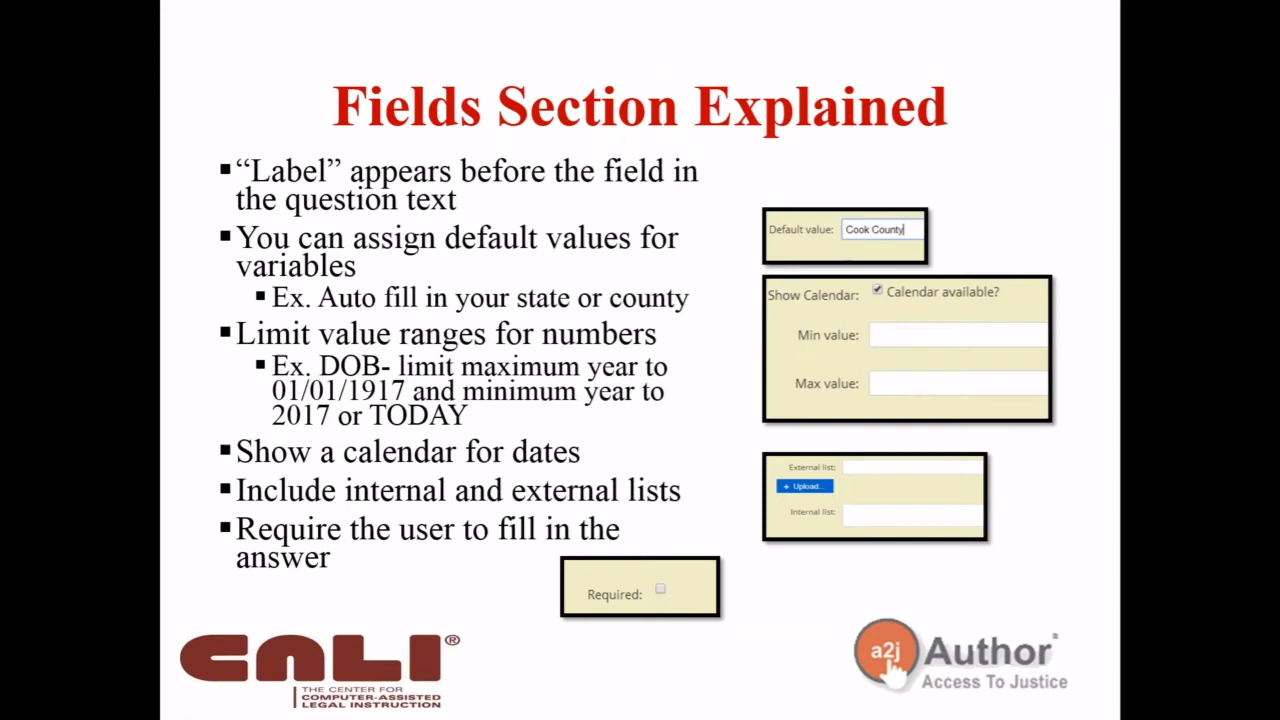 Fields Section Explained
▪“Label” appears before the field in
the question text
▪You can assign default values for
variables
▪Ex. Auto fill in your state or county
▪Limit value ranges for numbers
▪Ex. DOB- limit maximum year to
01/01/1917 and minimum year to
2017 or TODAY
▪Show a calendar for dates
▪Include internal and external lists
▪Require the user to fill in the
answer
Default value: Cook County
Show Calendar: Calendar available?
Min value:
Max value:
External list:
+ Upload...
Internal list:
Required:
CALI®
THE CENTER FOR
COMPUTER-ASSISTED
LEGAL INSTRUCTION
a2j Author
Access To Justice